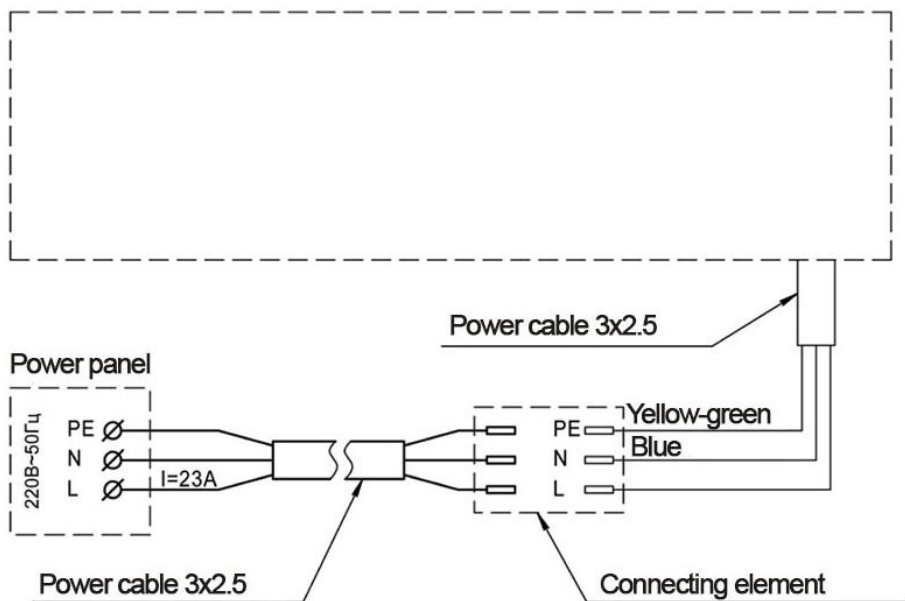 Power cable 3x2.5
Power panel
220В~50Гц
PE
N
L
I=23A
PE
N
L
Yellow-green
Blue
Power cable 3x2.5
Connecting element